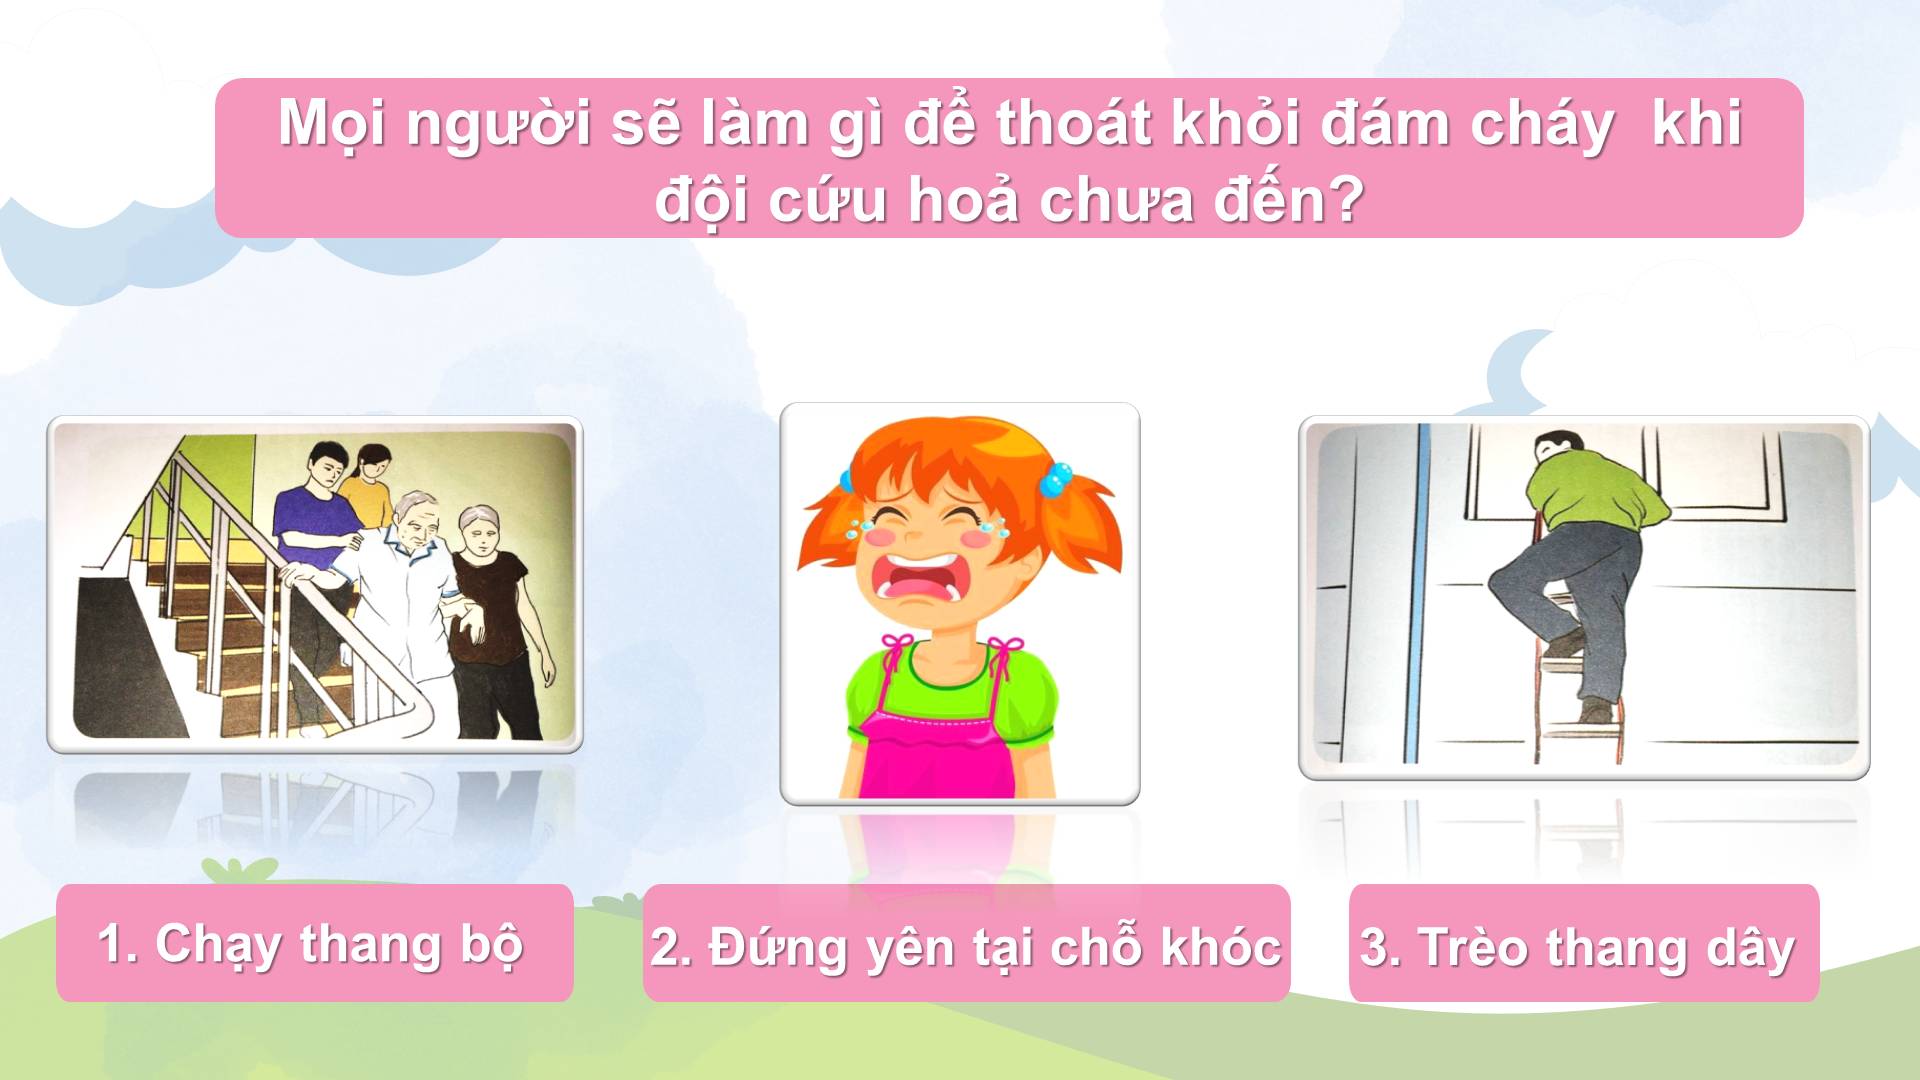 Mọi người sẽ làm gì để thoát khỏi đám cháy  khi
đội cứu hoả chưa đến?
1. Chạy thang bộ
2. Đứng yên tại chỗ khóc
3. Trèo thang dây